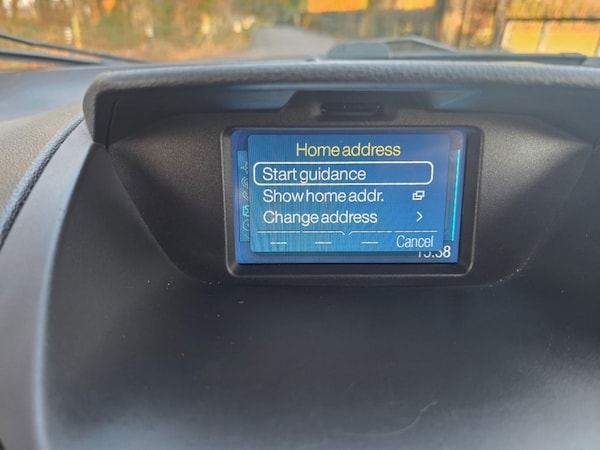 Home address
Start guidance
Show home addr.
Change address
Cancel